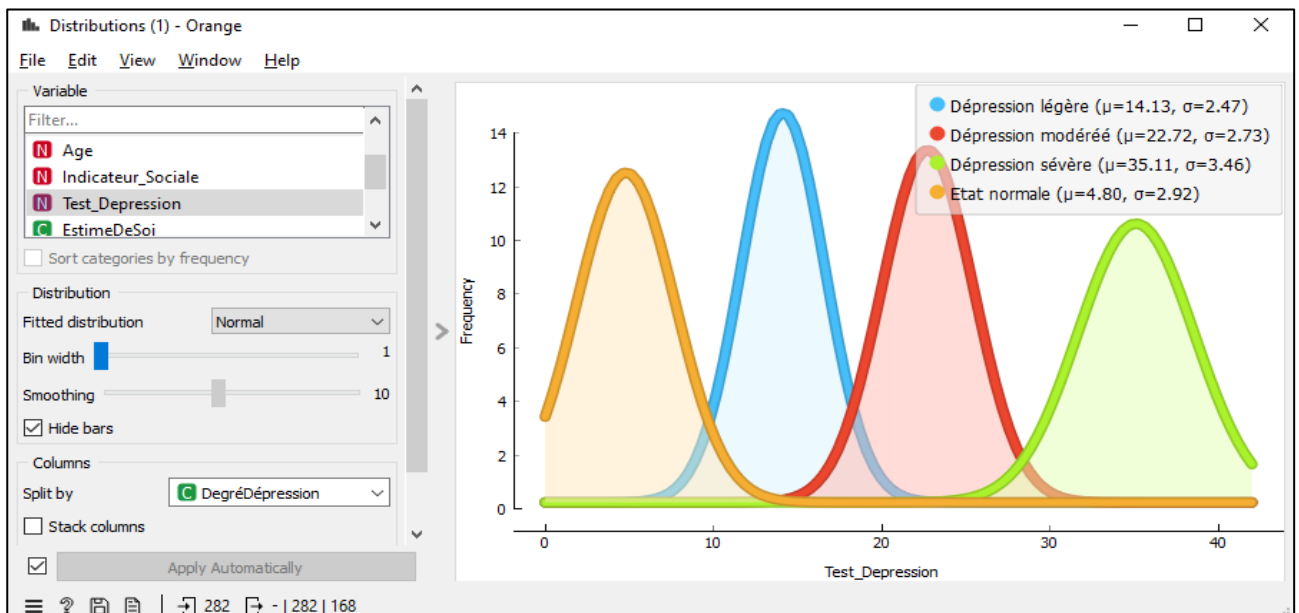 Distributions (1) - Orange
File Edit View Window Help
Variable
Filter...
N Age
N Indicateur_Sociale
N Test_Depression
C EstimeDeSoi
Sort categories by frequency
Distribution
Fitted distribution Normal
Bin width 1
Smoothing 10
Hide bars
Columns
Split by C DegréDépression
Stack columns
Apply Automatically
282 - | 282 | 168
Dépression légère (μ=14.13, σ=2.47)
Dépression modéréé (μ=22.72, σ=2.73)
Dépression sévère (μ=35.11, σ=3.46)
Etat normale (μ=4.80, σ=2.92)
Frequency
14
12
10
8
6
4
2
0
0 10 20 30 40
Test_Depression